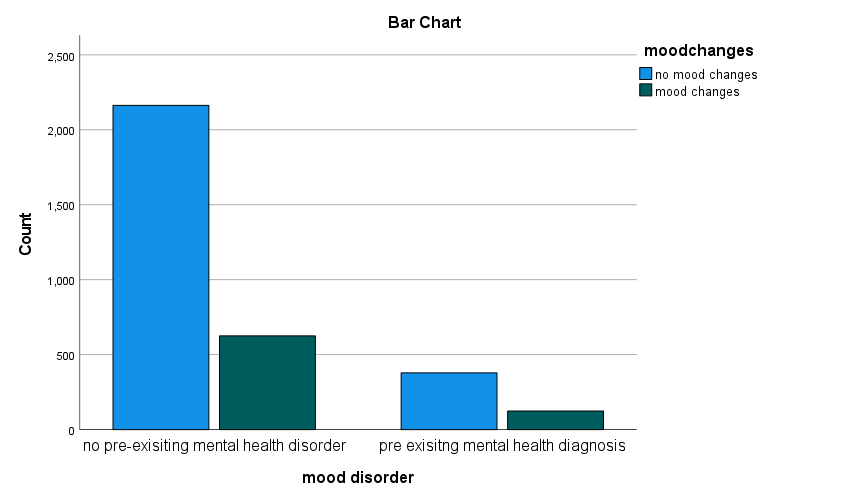 Bar Chart
moodchanges
no mood changes
mood changes
2,500
2,000
1,500
1,000
500
0
Count
no pre-exisiting mental health disorder
pre exisitng mental health diagnosis
mood disorder